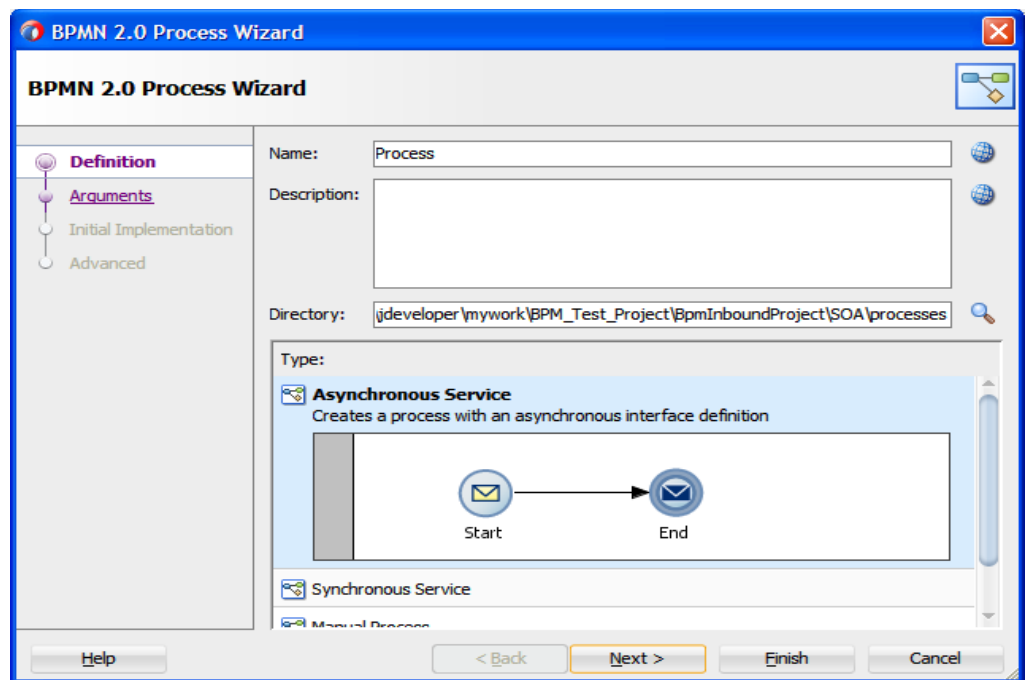 BPMN 2.0 Process Wizard
BPMN 2.0 Process Wizard
Definition
Arguments
Initial Implementation
Advanced
Name:
Process
Description:
Directory:
\jdeveloper\mywork\BPM_Test_Project\BpmInboundProject\SOA\processes
Type:
Asynchronous Service
Creates a process with an asynchronous interface definition
Start
End
Synchronous Service
Manual Process
Help
< Back
Next >
Finish
Cancel